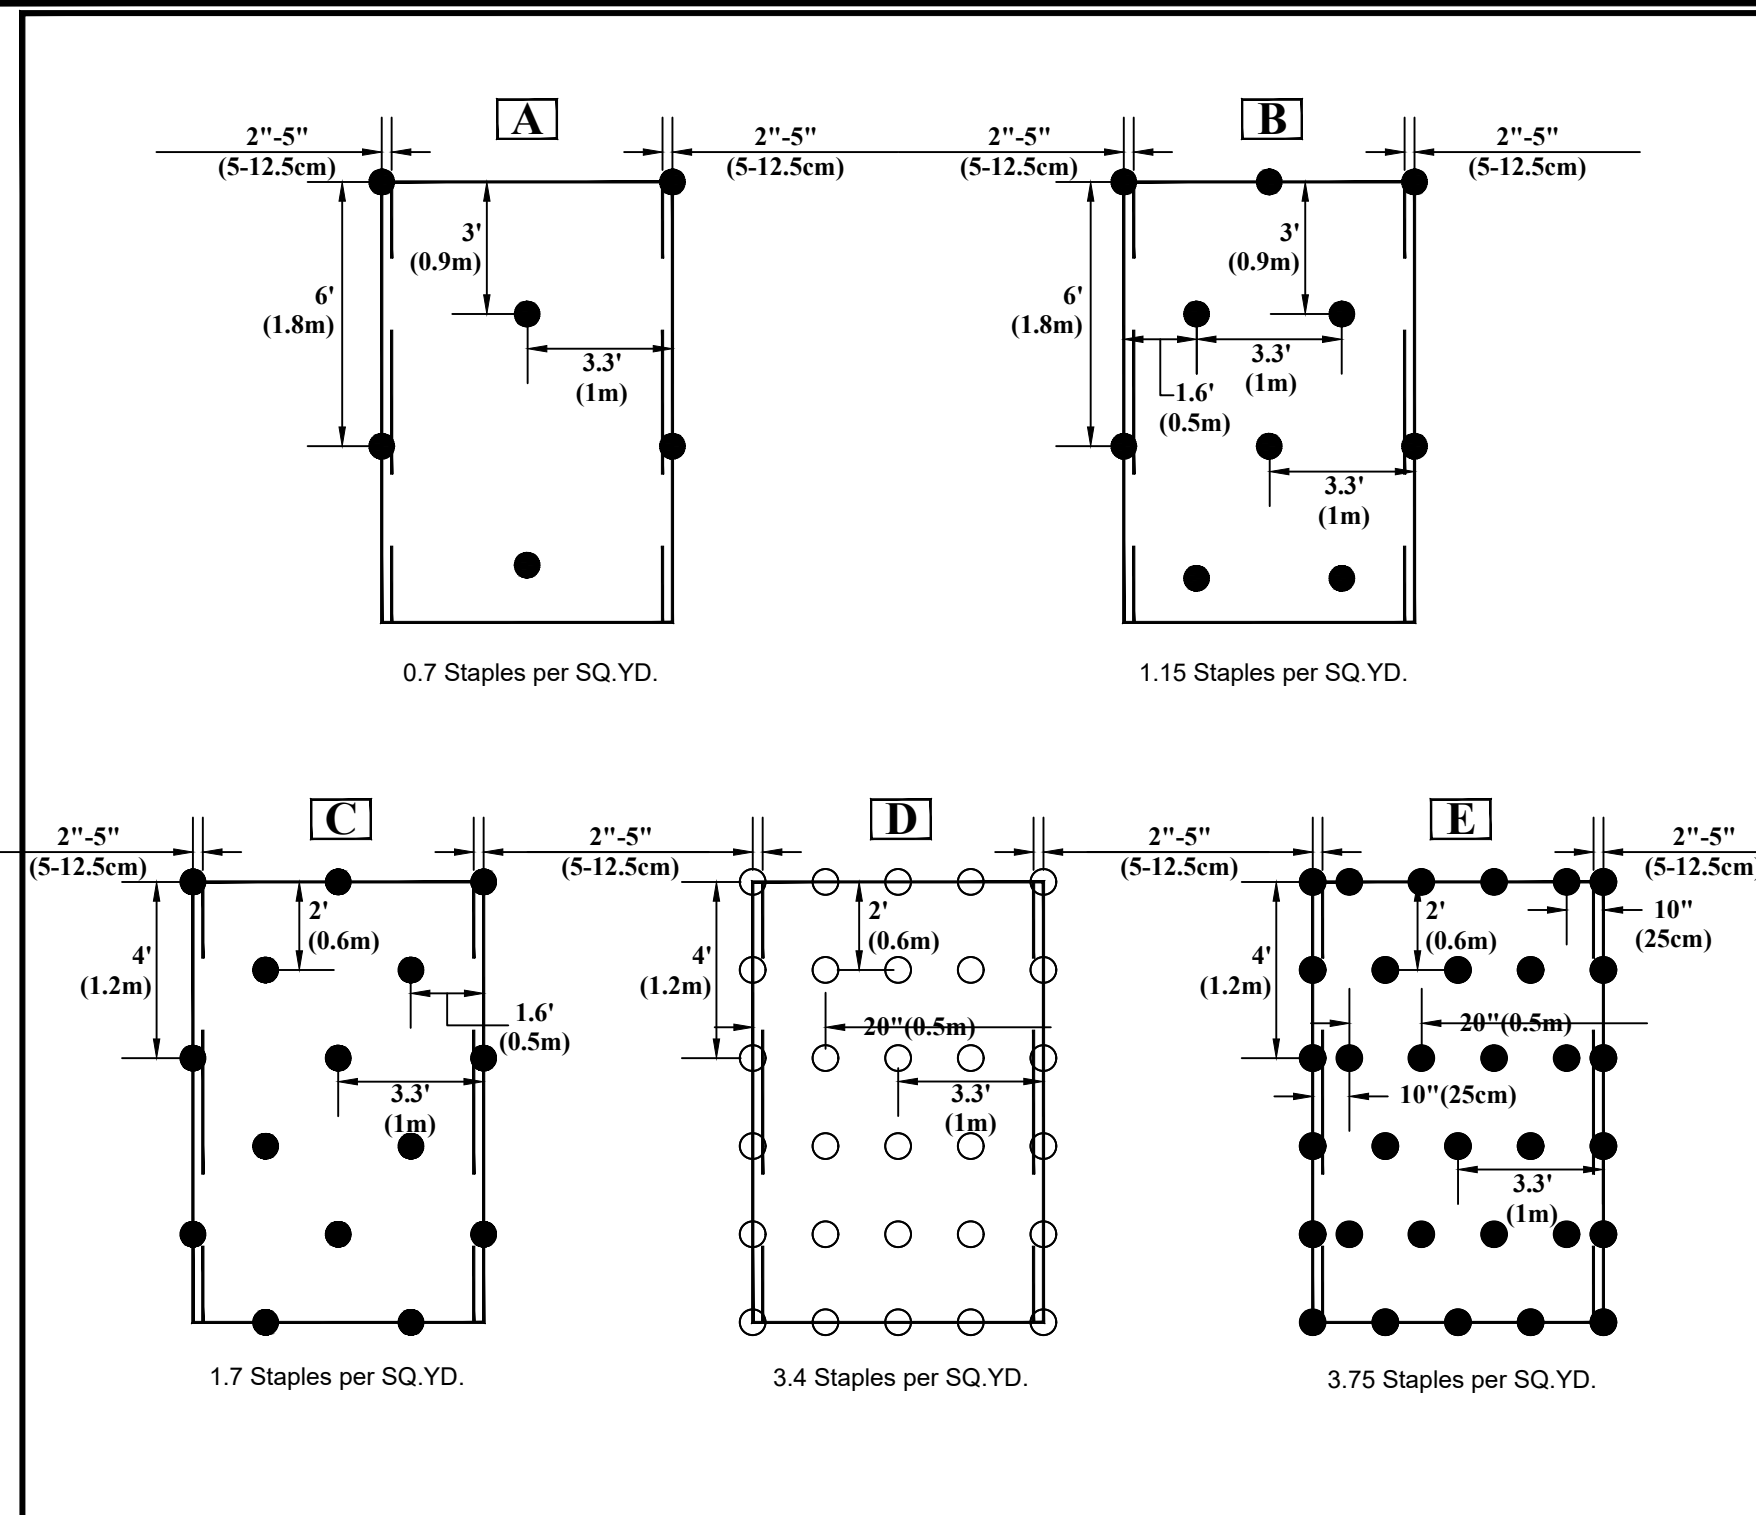 A
B
2"-5"
(5-12.5cm)
2"-5"
(5-12.5cm)
2"-5"
(5-12.5cm)
2"-5"
(5-12.5cm)
3'
(0.9m)
6'
(1.8m)
3.3'
(1m)
3'
(0.9m)
6'
(1.8m)
3.3'
(1m)
1.6'
(0.5m)
3.3'
(1m)
0.7 Staples per SQ.YD.
1.15 Staples per SQ.YD.
C
D
E
2"-5"
(5-12.5cm)
2"-5"
(5-12.5cm)
2"-5"
(5-12.5cm)
2"-5"
(5-12.5cm)
2'
(0.6m)
4'
(1.2m)
1.6'
(0.5m)
3.3'
(1m)
2'
(0.6m)
4'
(1.2m)
20"(0.5m)
3.3'
(1m)
2'
(0.6m)
10"
(25cm)
4'
(1.2m)
20"(0.5m)
10"(25cm)
3.3'
(1m)
1.7 Staples per SQ.YD.
3.4 Staples per SQ.YD.
3.75 Staples per SQ.YD.